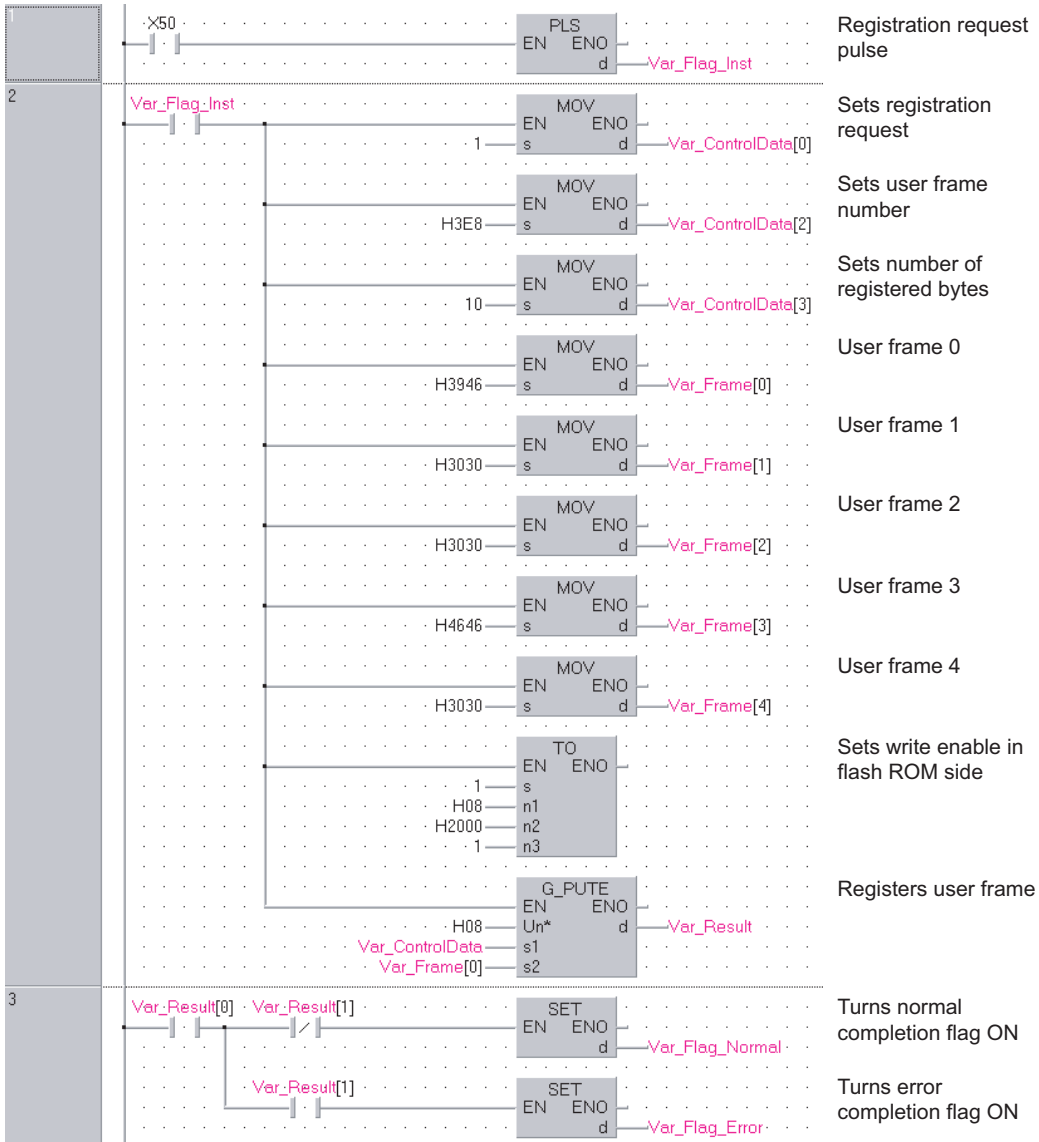 1
X50
PLS
EN ENO
d Var_Flag_Inst
Registration request
pulse
2
Var_Flag_Inst
MOV
EN ENO
1 s d Var_ControlData[0]
Sets registration
request
MOV
EN ENO
H3E8 s d Var_ControlData[2]
Sets user frame
number
MOV
EN ENO
10 s d Var_ControlData[3]
Sets number of
registered bytes
MOV
EN ENO
H3946 s d Var_Frame[0]
User frame 0
MOV
EN ENO
H3030 s d Var_Frame[1]
User frame 1
MOV
EN ENO
H3030 s d Var_Frame[2]
User frame 2
MOV
EN ENO
H4646 s d Var_Frame[3]
User frame 3
MOV
EN ENO
H3030 s d Var_Frame[4]
User frame 4
TO
EN ENO
1 s
H08 n1
H2000 n2
1 n3
Sets write enable in
flash ROM side
G_PUTE
EN ENO
H08 Un* d Var_Result
Var_ControlData s1
Var_Frame[0] s2
Registers user frame
3
Var_Result[0] Var_Result[1]
SET
EN ENO
d Var_Flag_Normal
Turns normal
completion flag ON
Var_Result[1]
SET
EN ENO
d Var_Flag_Error
Turns error
completion flag ON